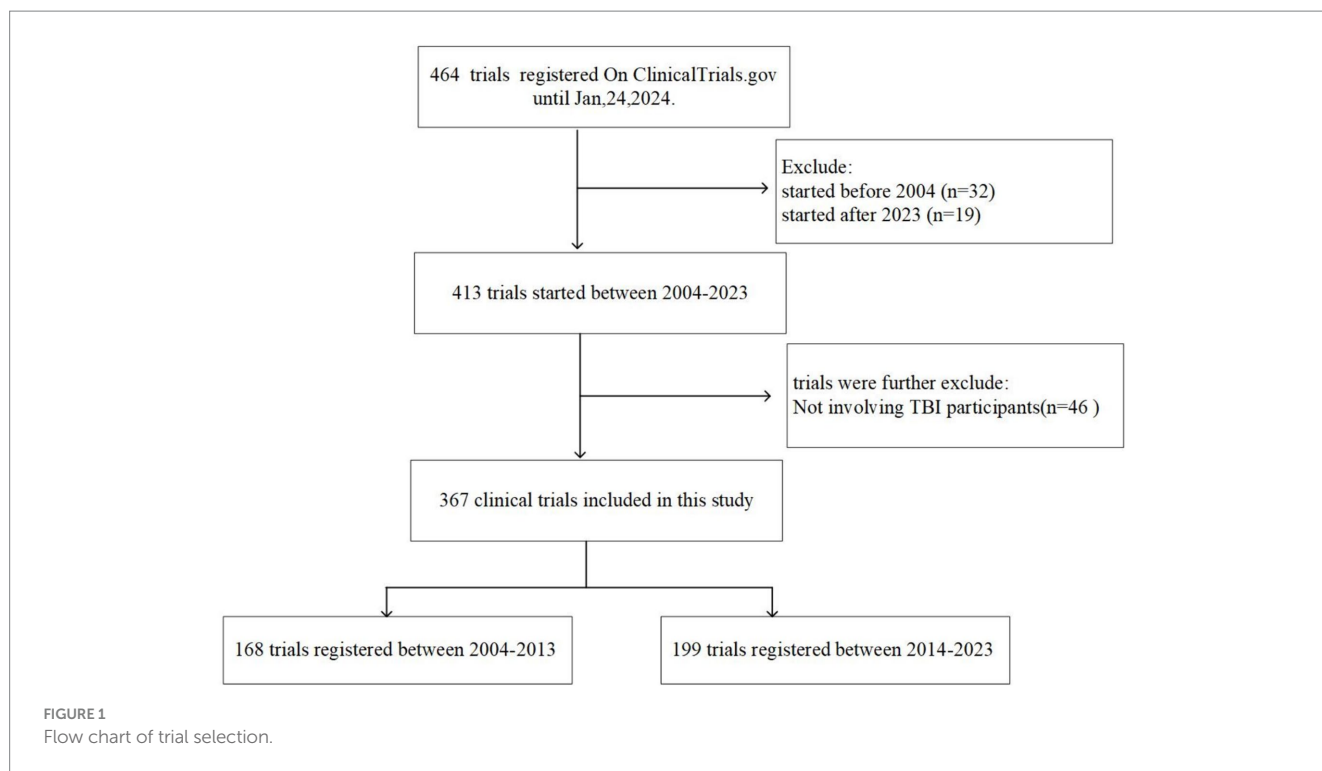 464 trials registered On ClinicalTrials.gov
until Jan,24,2024.
Exclude:
started before 2004 (n=32)
started after 2023 (n=19)
413 trials started between 2004-2023
trials were further exclude:
Not involving TBI participants(n=46 )
367 clinical trials included in this study
168 trials registered between 2004-2013
199 trials registered between 2014-2023
FIGURE 1
Flow chart of trial selection.